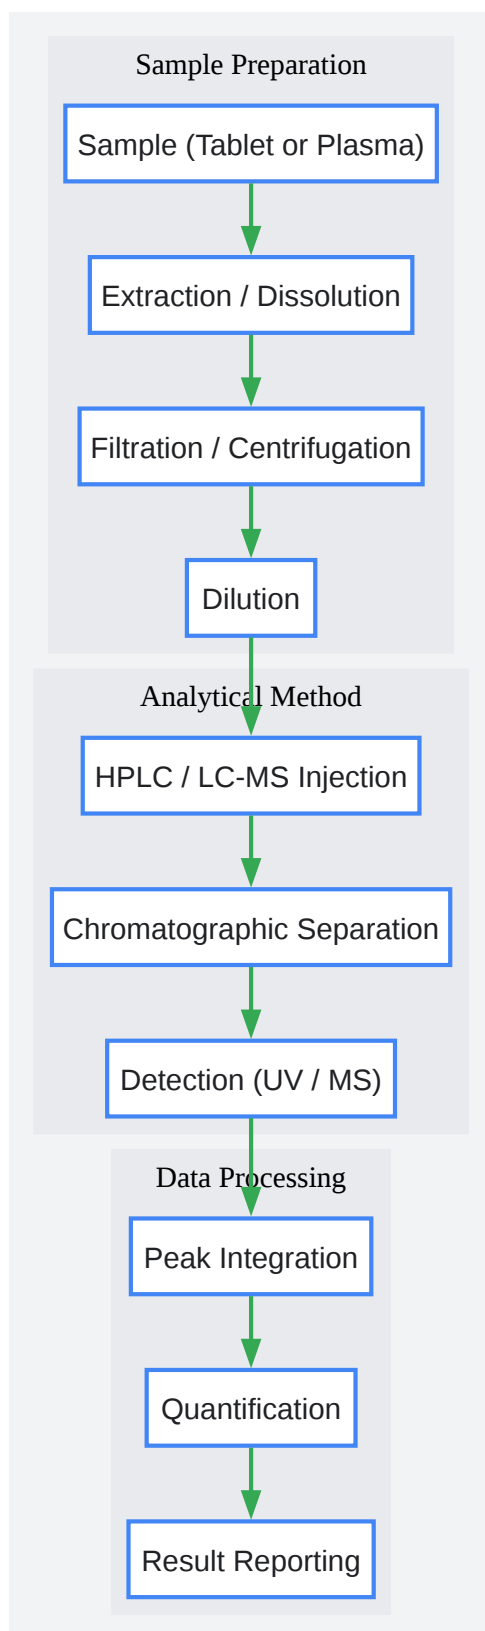 Sample Preparation
Sample (Tablet or Plasma)
Extraction / Dissolution
Filtration / Centrifugation
Dilution
Analytical Method
HPLC / LC-MS Injection
Chromatographic Separation
Detection (UV / MS)
Data Processing
Peak Integration
Quantification
Result Reporting